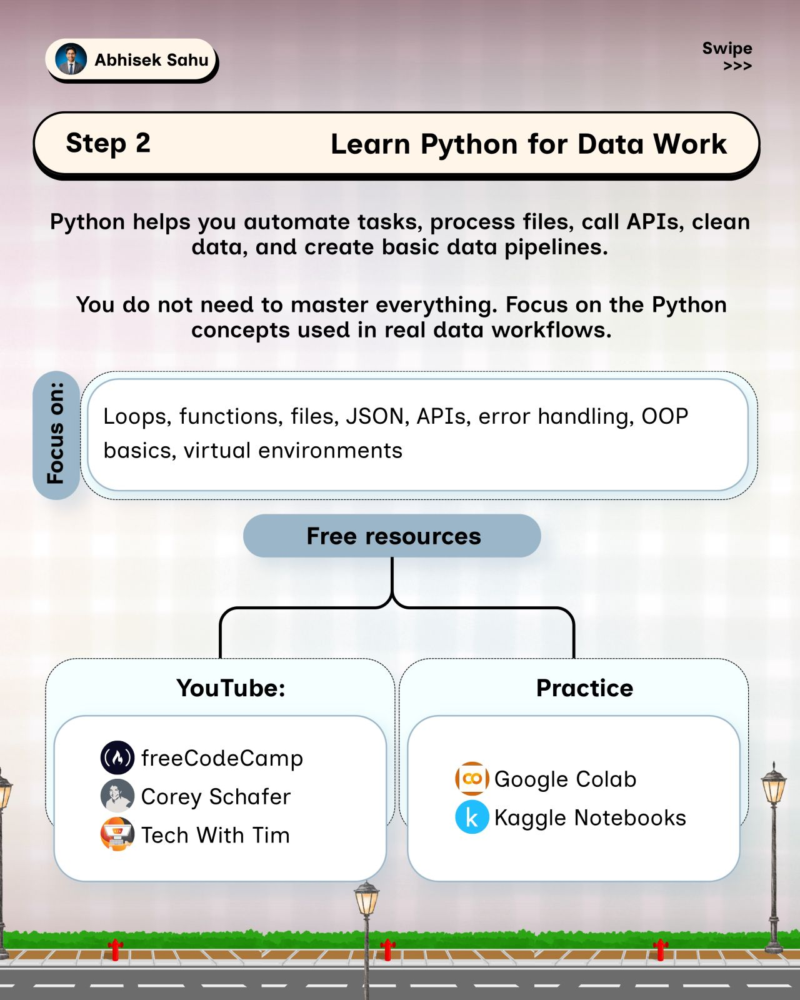 Abhisek Sahu
Swipe
>>>
Step 2
Learn Python for Data Work
Python helps you automate tasks, process files, call APIs, clean
data, and create basic data pipelines.
You do not need to master everything. Focus on the Python
concepts used in real data workflows.
Focus on:
Loops, functions, files, JSON, APIs, error handling, OOP
basics, virtual environments
Free resources
YouTube:
freeCodeCamp
Corey Schafer
Tech With Tim
Practice
Google Colab
k
Kaggle Notebooks